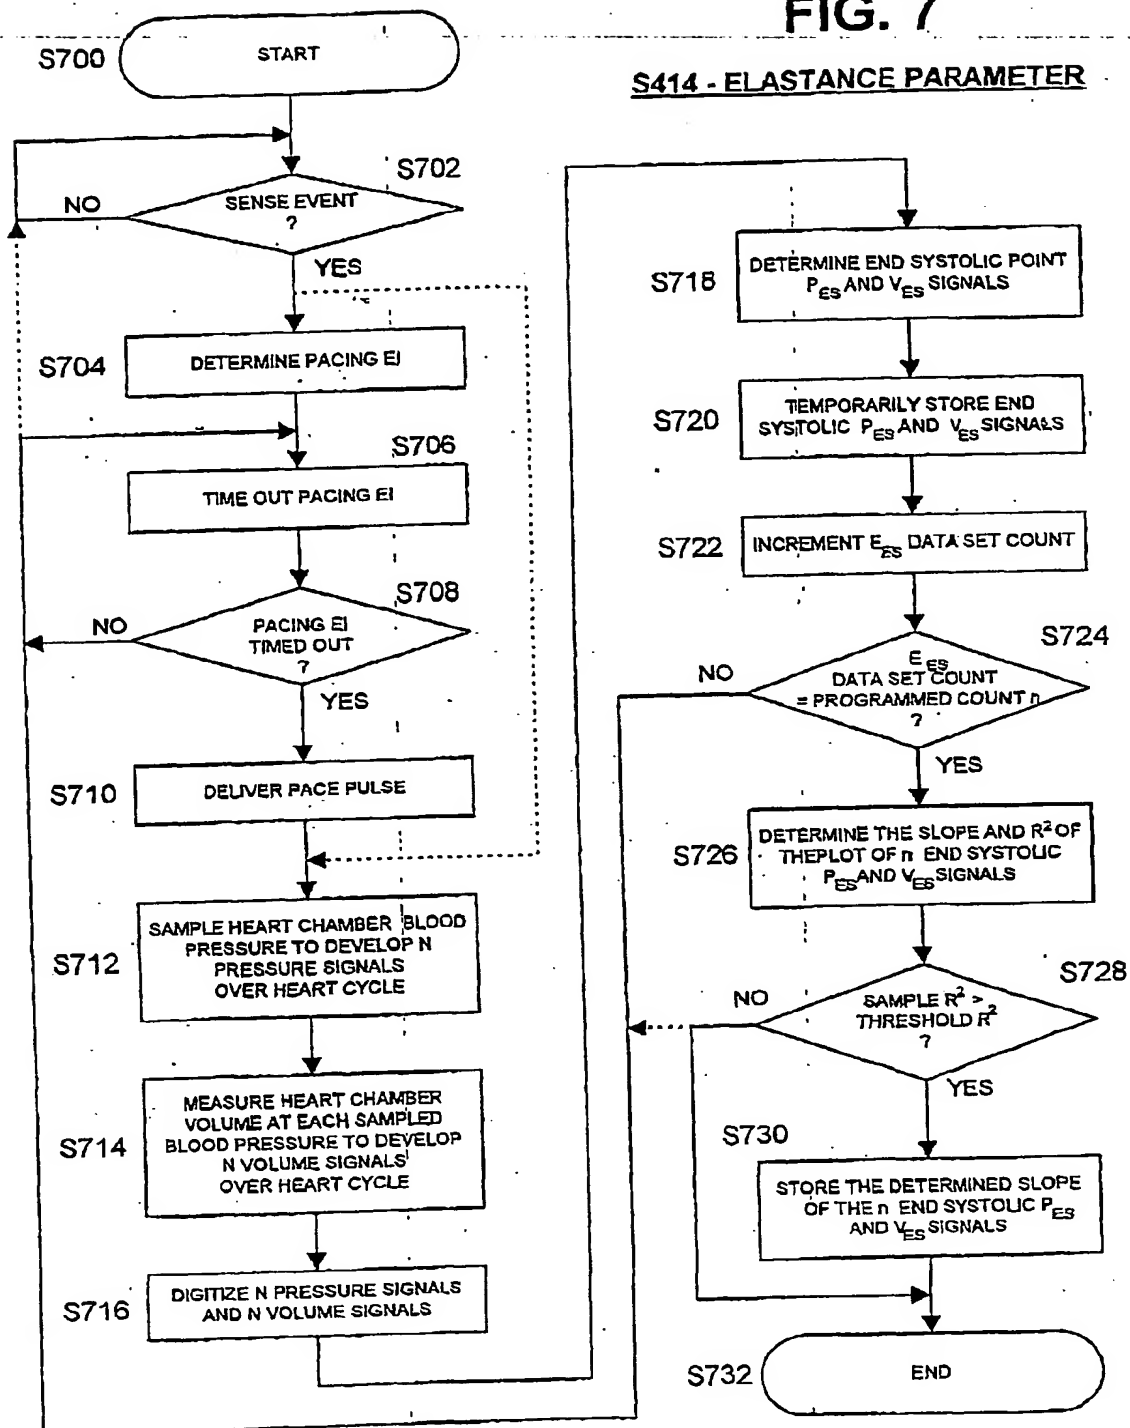 FIG. 7
S414 - ELASTANCE PARAMETER
S700
START
S702
SENSE EVENT
?
NO
YES
S704
DETERMINE PACING EI
S706
TIME OUT PACING EI
S708
PACING EI
TIMED OUT
?
NO
YES
S710
DELIVER PACE PULSE
S712
SAMPLE HEART CHAMBER BLOOD
PRESSURE TO DEVELOP N
PRESSURE SIGNALS
OVER HEART CYCLE
S714
MEASURE HEART CHAMBER
VOLUME AT EACH SAMPLED
BLOOD PRESSURE TO DEVELOP
N VOLUME SIGNALS
OVER HEART CYCLE
S716
DIGITIZE N PRESSURE SIGNALS
AND N VOLUME SIGNALS
S718
DETERMINE END SYSTOLIC POINT
PES AND VES SIGNALS
S720
TEMPORARILY STORE END
SYSTOLIC PES AND VES SIGNALS
S722
INCREMENT EES DATA SET COUNT
S724
EES
DATA SET COUNT
= PROGRAMMED COUNT n
?
NO
YES
S726
DETERMINE THE SLOPE AND R² OF
THEPLOT OF n END SYSTOLIC
PES AND VES SIGNALS
S728
SAMPLE R² >
THRESHOLD R²
?
NO
YES
S730
STORE THE DETERMINED SLOPE
OF THE n END SYSTOLIC PES
AND VES SIGNALS
S732
END